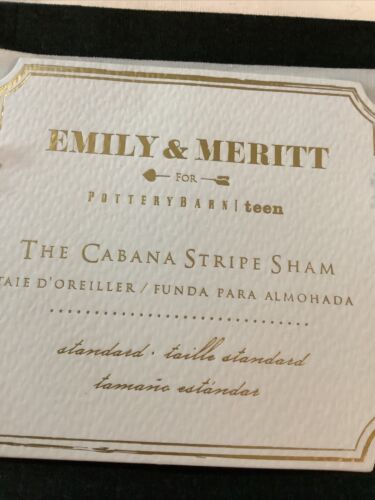 EMILY & MERITT
FOR
POTTERYBARN|teen
THE CABANA STRIPE SHAM
TAIE D'OREILLER / FUNDA PARA ALMOHADA
standard · taille standard
tamaño estándar